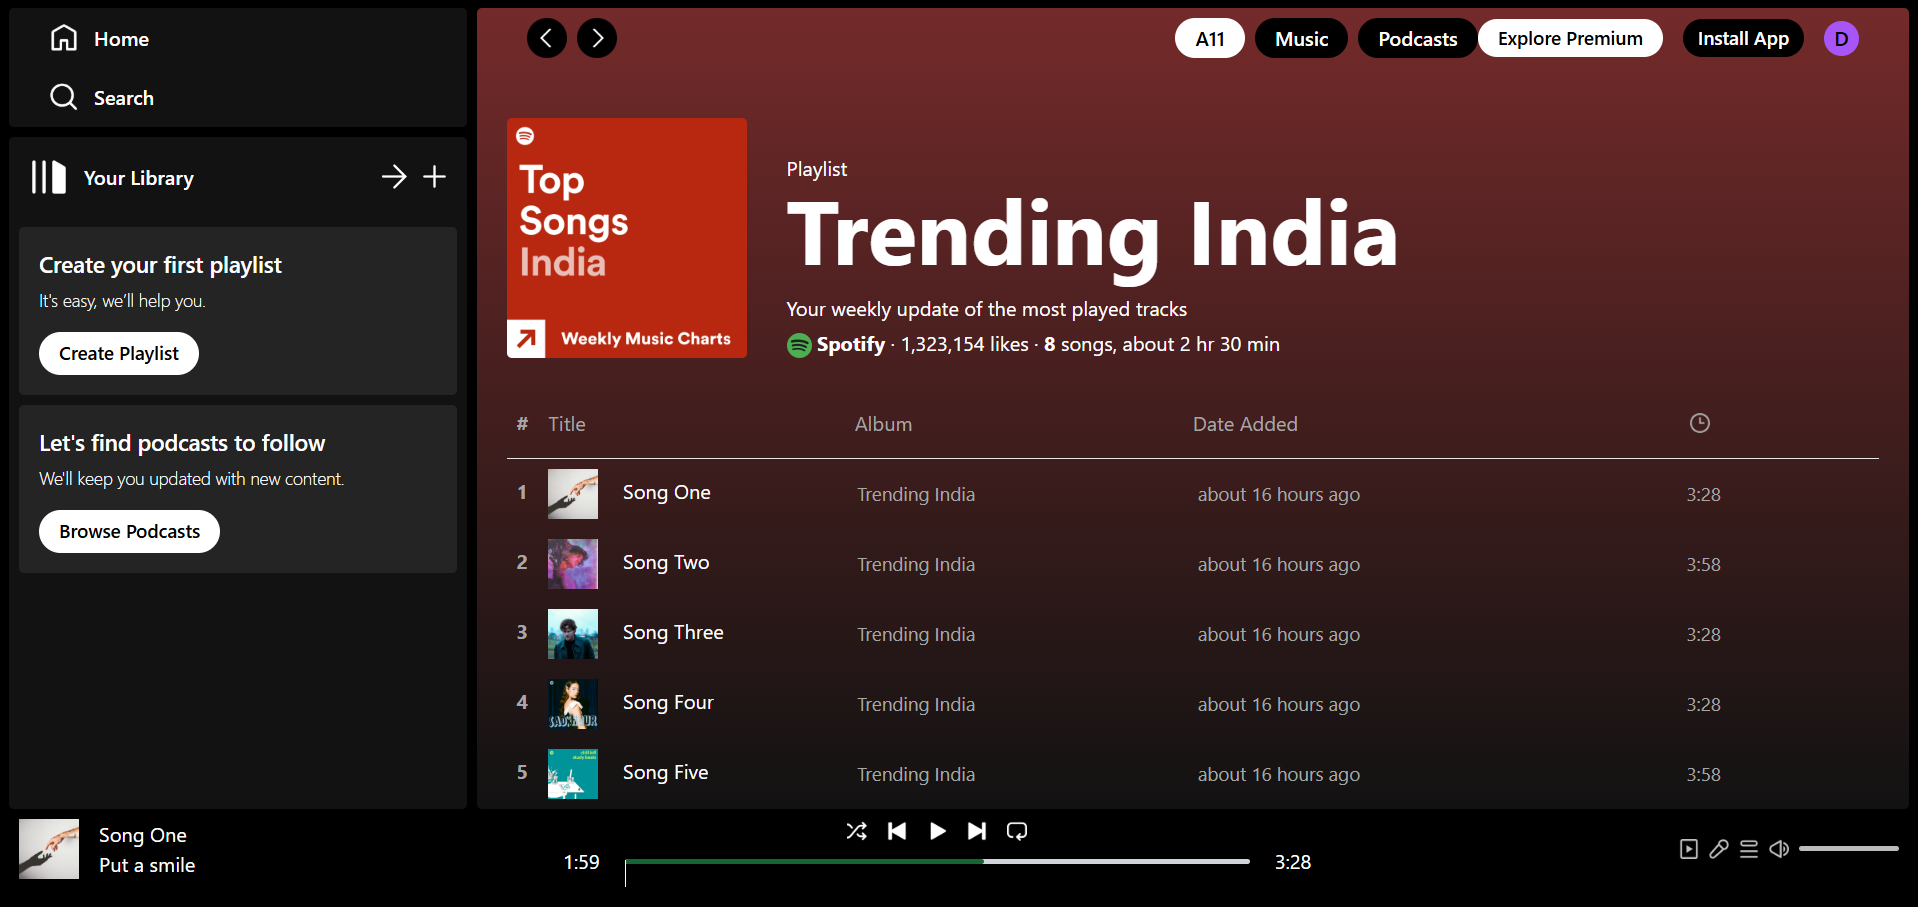 Home
Search
Your Library
Create your first playlist
It's easy, we'll help you.
Create Playlist
Let's find podcasts to follow
We'll keep you updated with new content.
Browse Podcasts
A11
Music
Podcasts
Explore Premium
Install App
D
Top
Songs
India
Weekly Music Charts
Playlist
Trending India
Your weekly update of the most played tracks
Spotify · 1,323,154 likes · 8 songs, about 2 hr 30 min
# Title Album Date Added
1 Song One Trending India about 16 hours ago 3:28
2 Song Two Trending India about 16 hours ago 3:58
3 Song Three Trending India about 16 hours ago 3:28
4 Song Four Trending India about 16 hours ago 3:28
5 Song Five Trending India about 16 hours ago 3:58
Song One
Put a smile
1:59
3:28